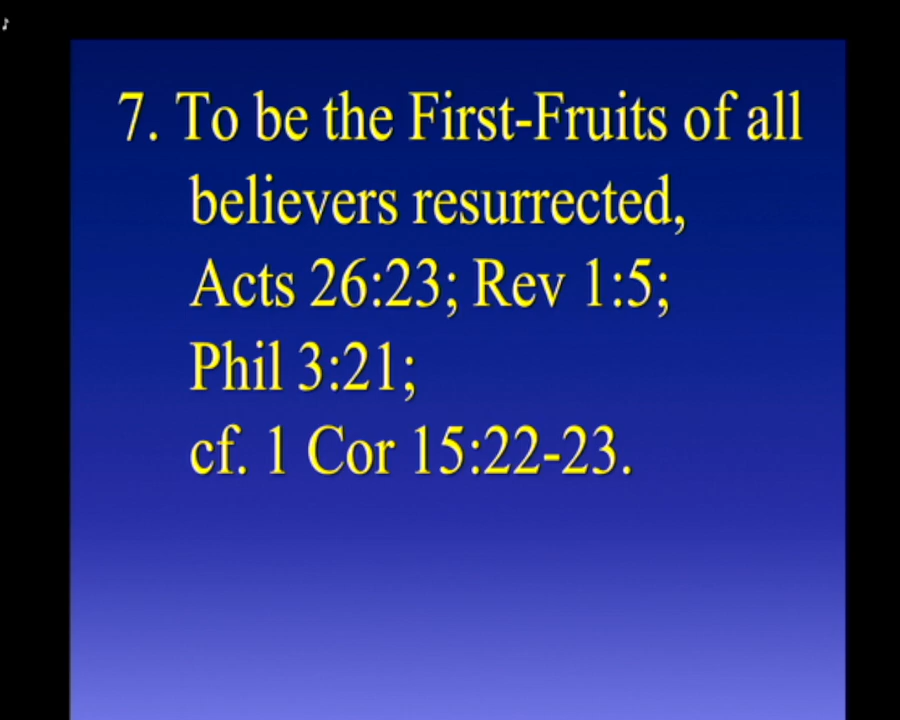 7. To be the First-Fruits of all
believers resurrected,
Acts 26:23; Rev 1:5;
Phil 3:21;
cf. 1 Cor 15:22-23.